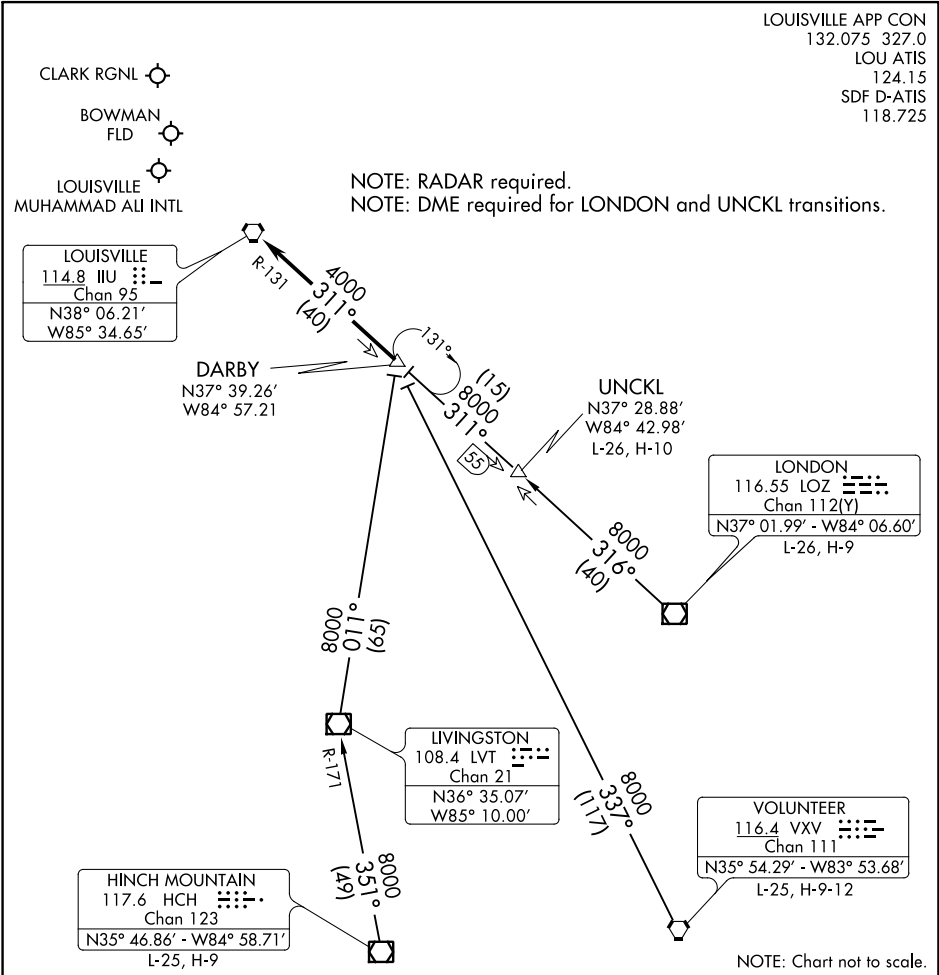 LOUISVILLE APP CON
132.075 327.0
LOU ATIS
124.15
SDF D-ATIS
118.725
CLARK RGNL
BOWMAN
FLD
LOUISVILLE
MUHAMMAD ALI INTL
NOTE: RADAR required.
NOTE: DME required for LONDON and UNCKL transitions.
LOUISVILLE
114.8 IIU
Chan 95
N38° 06.21′
W85° 34.65′
R-131
4000
311°
(40)
DARBY
N37° 39.26′
W84° 57.21
131°
(15)
8000
311°
55
UNCKL
N37° 28.88′
W84° 42.98′
L-26, H-10
LONDON
116.55 LOZ
Chan 112(Y)
N37° 01.99′ - W84° 06.60′
L-26, H-9
8000
316°
(40)
8000
011°
(65)
LIVINGSTON
108.4 LVT
Chan 21
N36° 35.07′
W85° 10.00′
R-171
8000
337°
(117)
VOLUNTEER
116.4 VXV
Chan 111
N35° 54.29′ - W83° 53.68′
L-25, H-9-12
8000
351°
(49)
HINCH MOUNTAIN
117.6 HCH
Chan 123
N35° 46.86′ - W84° 58.71′
L-25, H-9
NOTE: Chart not to scale.